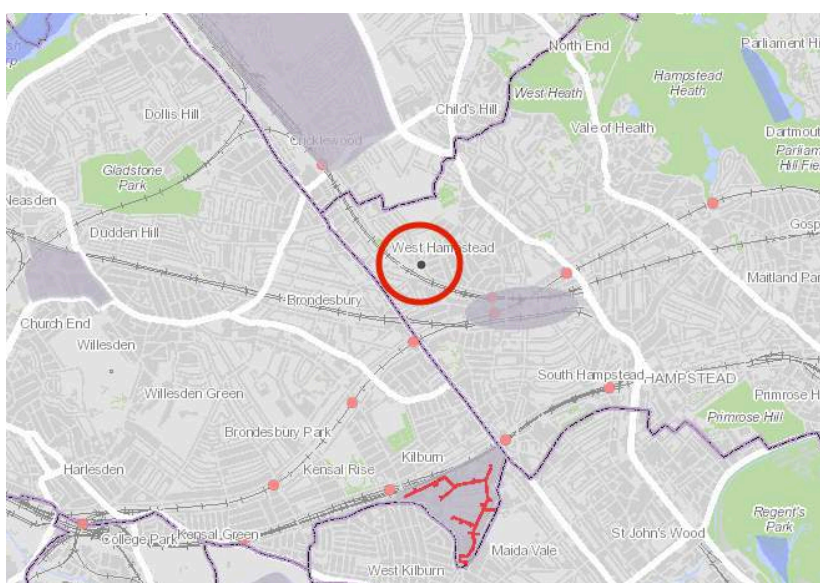 North End
Parliament Hi
Hampstead
Heath
West Heath
Child's Hill
Dollis Hill
Vale of Health
Dartmout
Parliam
Hill Fie
Cricklewood
Gladstone
Park
Neasden
Dudden Hill
Gosp
West Hampstead
Maitland Par
Brondesbury
Church End
Willesden
South Hampstead
HAMPSTEAD
Willesden Green
Primrose H
Primrose Hill
Brondesbury Park
Kilburn
Harlesden
Kensal Rise
Regent's
Park
College Park
Kensal Green
St John's Wood
Maida Vale
West Kilburn